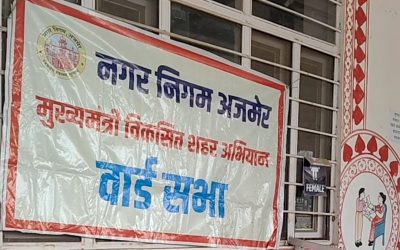 नगर निगम अजमेर
मुख्यमंत्री विकसित शहर अभियान
वार्ड सभा
FEMALE